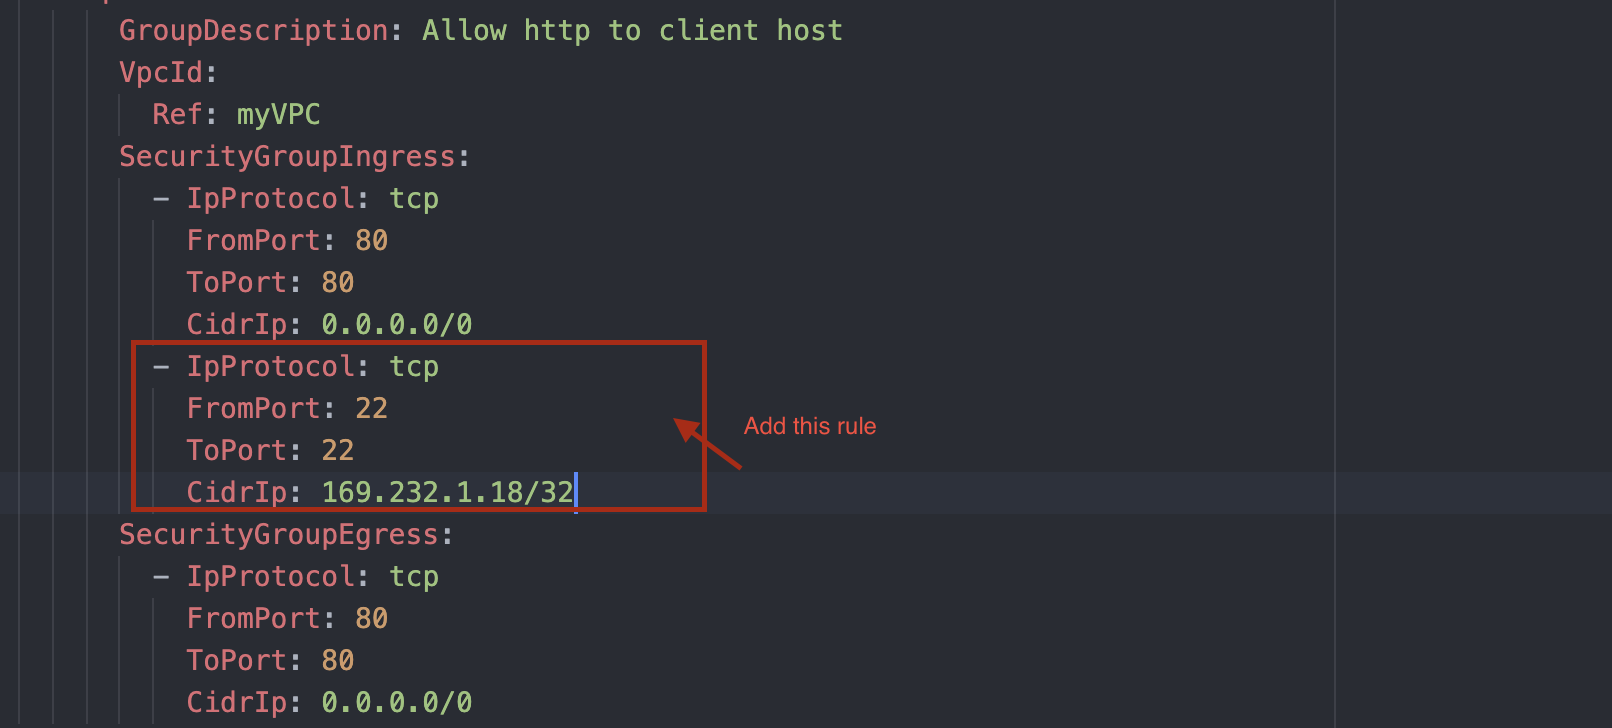 GroupDescription: Allow http to client host
VpcId:
Ref: myVPC
SecurityGroupIngress:
- IpProtocol: tcp
FromPort: 80
ToPort: 80
CidrIp: 0.0.0.0/0
- IpProtocol: tcp
FromPort: 22
Add this rule
ToPort: 22
CidrIp: 169.232.1.18/32
SecurityGroupEgress:
- IpProtocol: tcp
FromPort: 80
ToPort: 80
CidrIp: 0.0.0.0/0